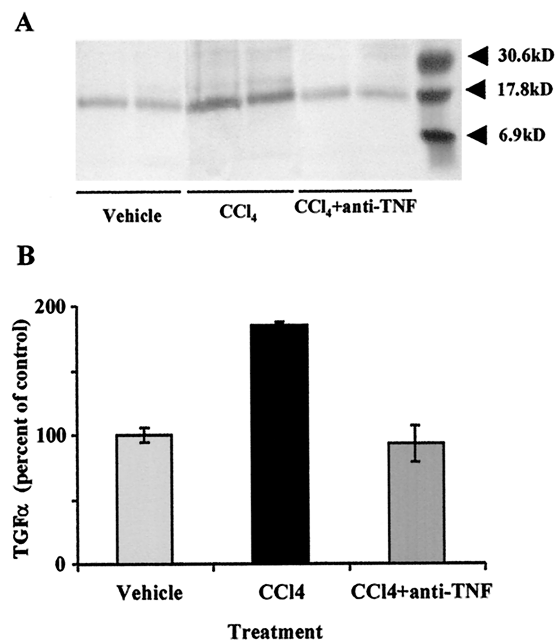 A
30.6kD
17.8kD
6.9kD
Vehicle CCl₄ CCl₄+anti-TNF
B
TGFα (percent of control)
200
100
0
Vehicle CCl4 CCl4+anti-TNF
Treatment